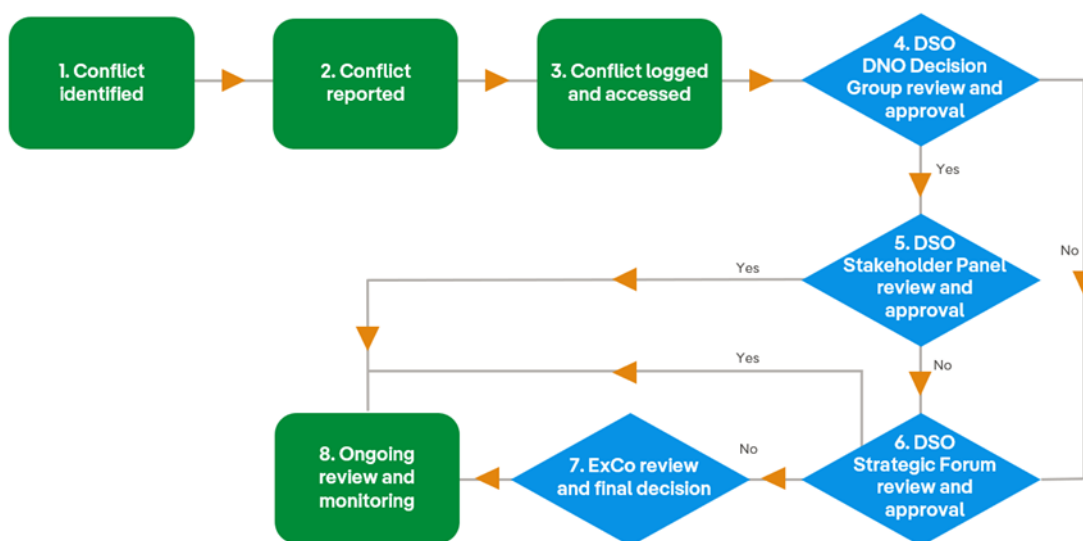 1. Conflict
identified
2. Conflict
reported
3. Conflict logged
and accessed
4. DSO
DNO Decision
Group review and
approval
Yes
No
5. DSO
Stakeholder Panel
review and
approval
Yes
No
Yes
6. DSO
Strategic Forum
review and
approval
No
7. ExCo review
and final decision
8. Ongoing
review and
monitoring